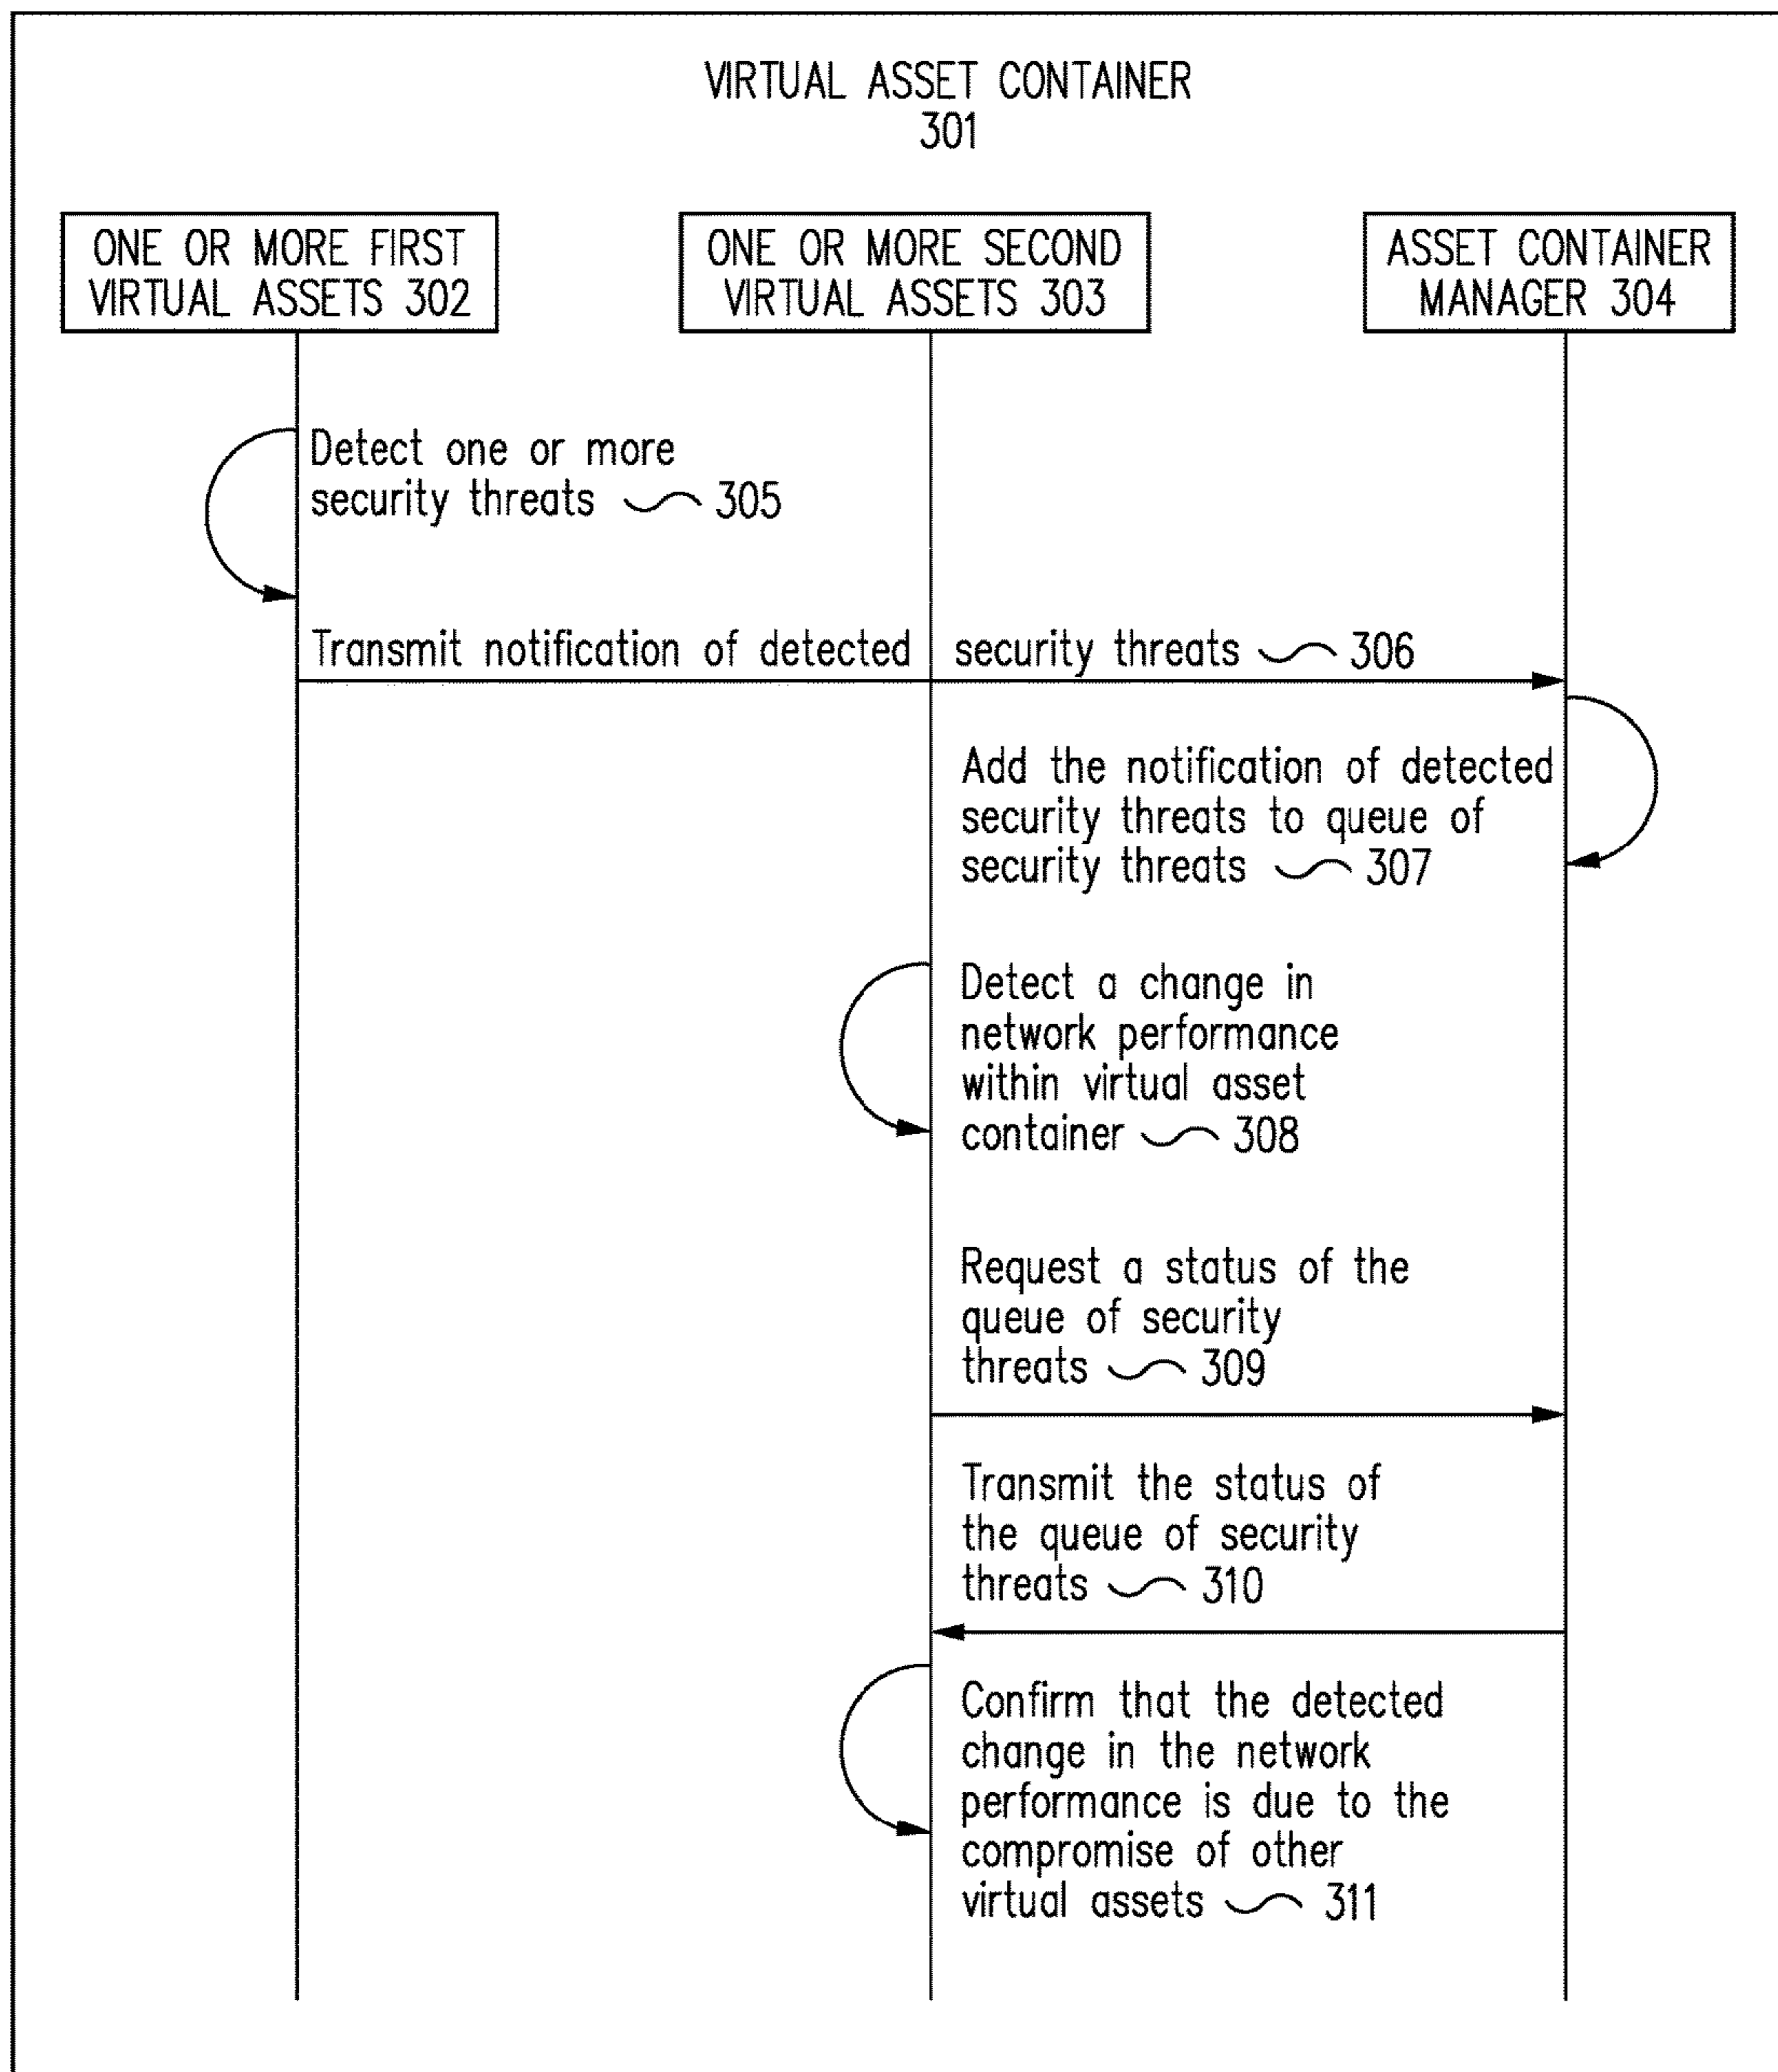 VIRTUAL ASSET CONTAINER
301
ONE OR MORE FIRST
VIRTUAL ASSETS 302
ONE OR MORE SECOND
VIRTUAL ASSETS 303
ASSET CONTAINER
MANAGER 304
Detect one or more
security threats 305
Transmit notification of detected security threats 306
Add the notification of detected
security threats to queue of
security threats 307
Detect a change in
network performance
within virtual asset
container 308
Request a status of the
queue of security
threats 309
Transmit the status of
the queue of security
threats 310
Confirm that the detected
change in the network
performance is due to the
compromise of other
virtual assets 311